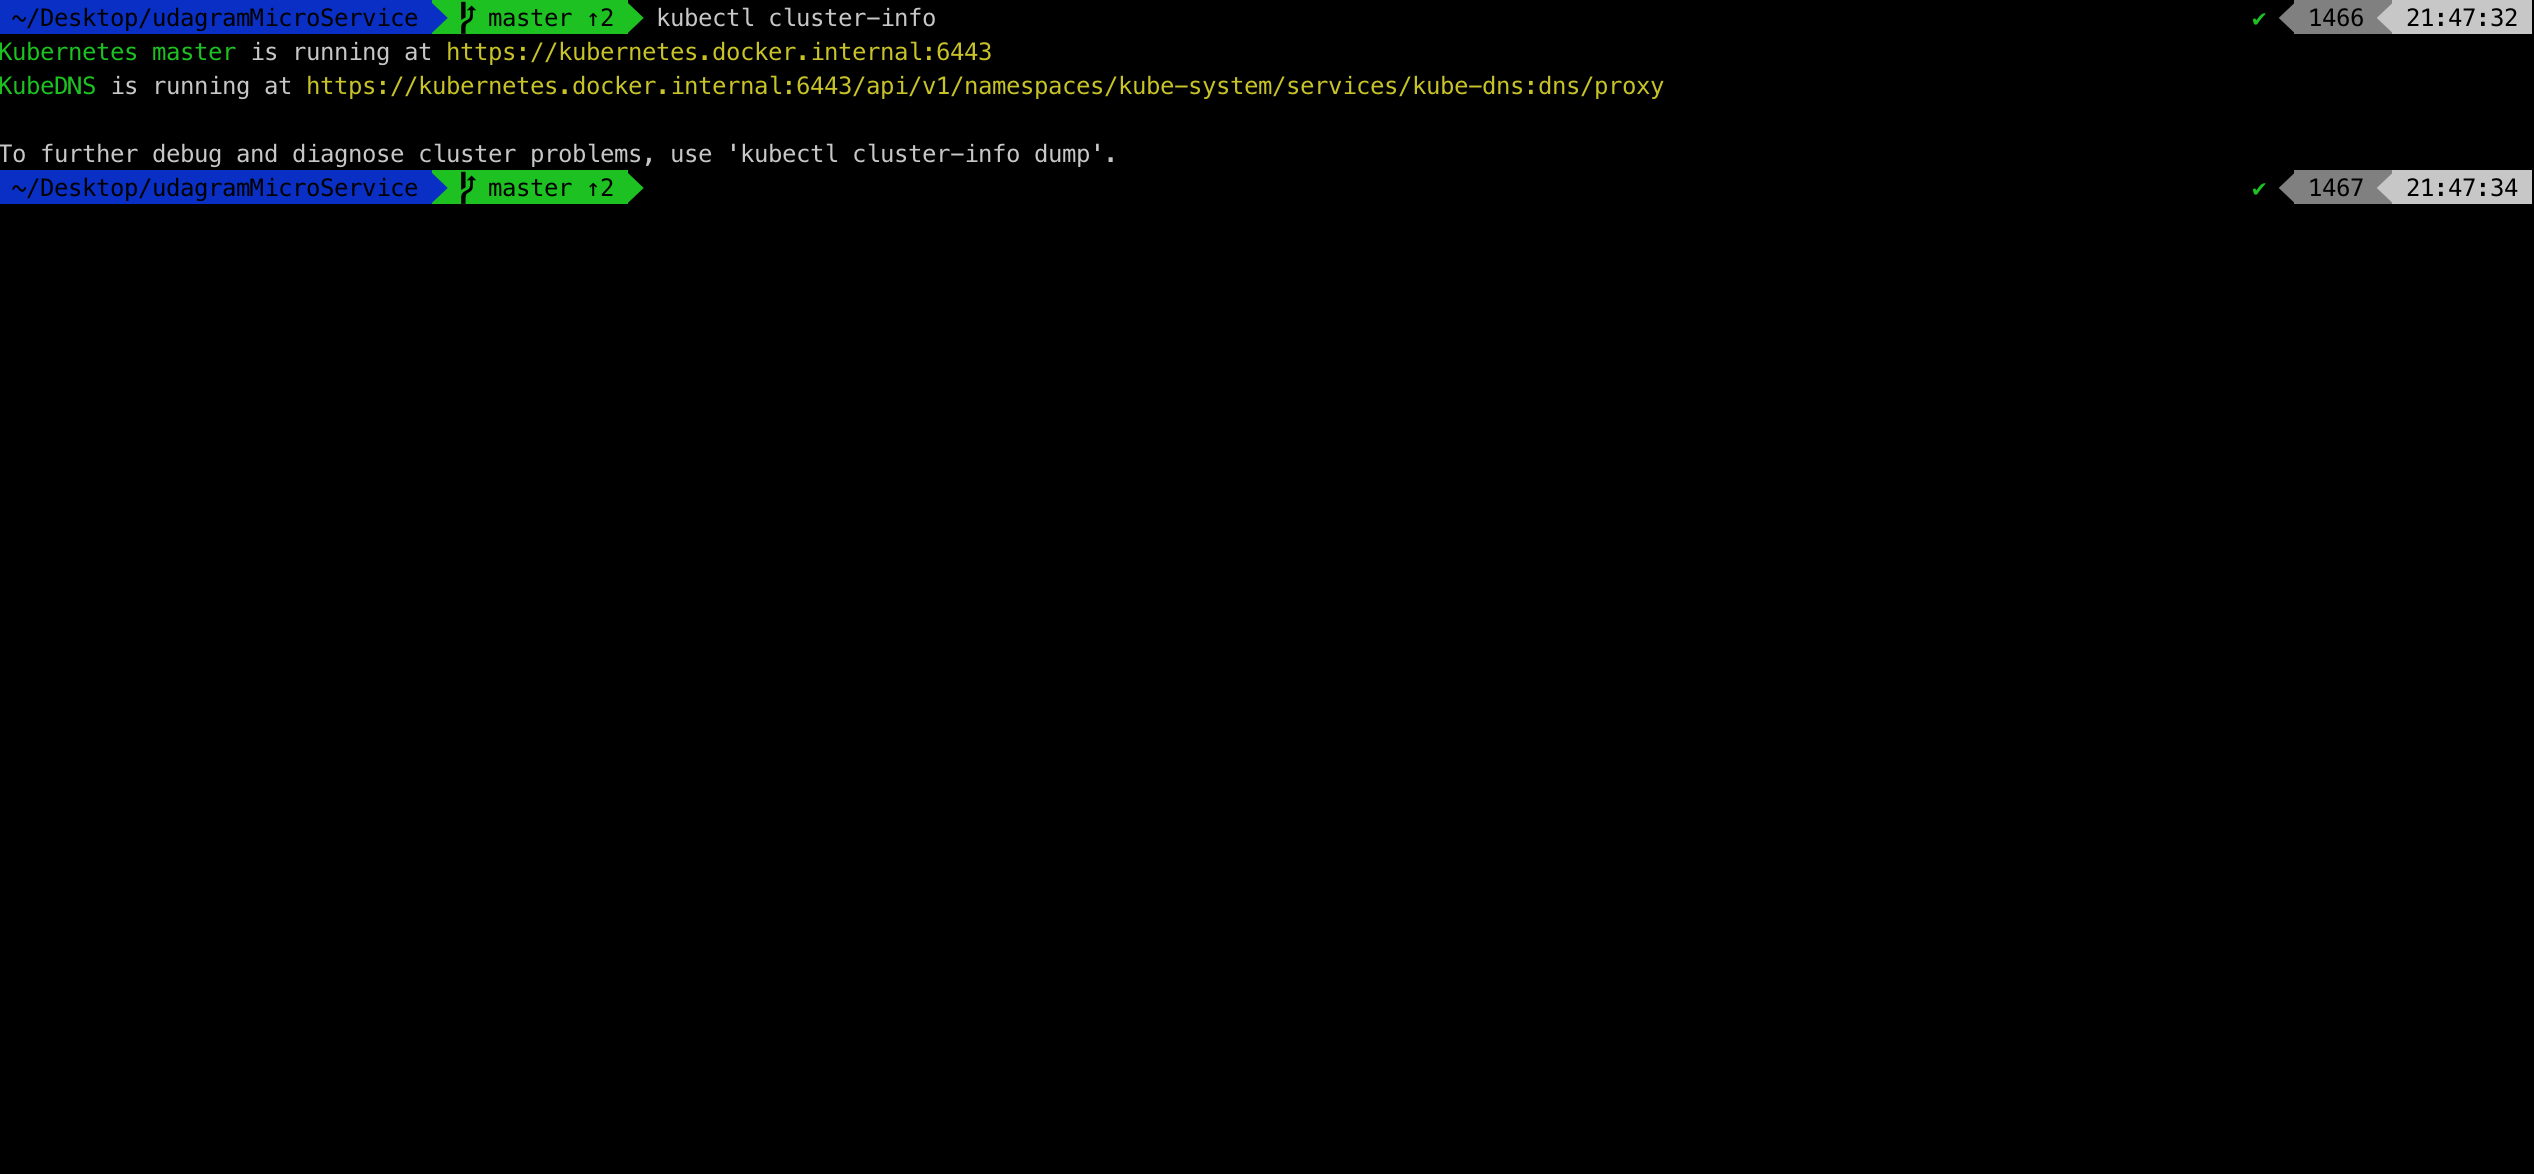 ~/Desktop/udagramMicroService master ↑2 kubectl cluster-info ✔ 1466 21:47:32
Kubernetes master is running at https://kubernetes.docker.internal:6443
KubeDNS is running at https://kubernetes.docker.internal:6443/api/v1/namespaces/kube-system/services/kube-dns:dns/proxy
To further debug and diagnose cluster problems, use 'kubectl cluster-info dump'.
~/Desktop/udagramMicroService master ↑2 ✔ 1467 21:47:34